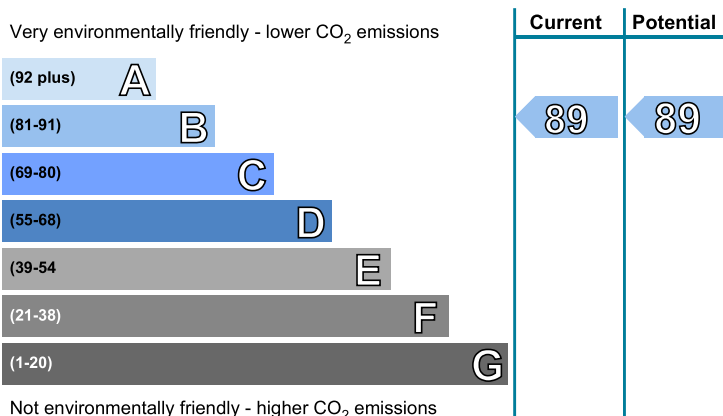 Very environmentally friendly - lower CO2 emissions
Current
Potential
(92 plus) A
(81-91) B
89
89
(69-80) C
(55-68) D
(39-54 E
(21-38) F
(1-20) G
Not environmentally friendly - higher CO2 emissions